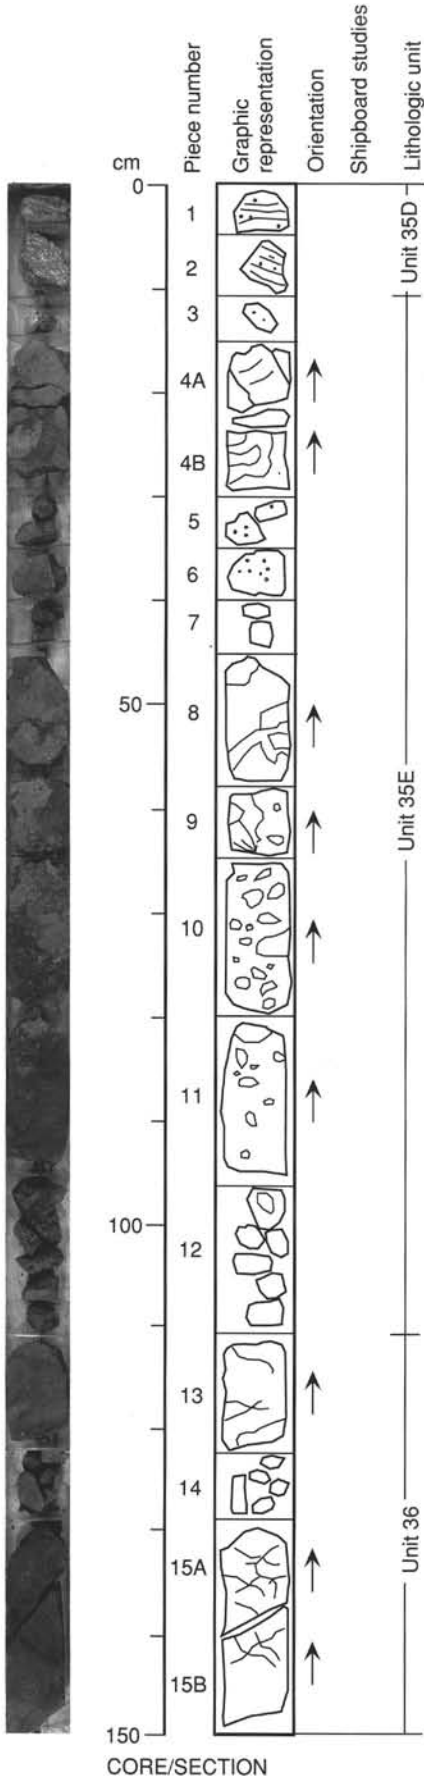 cm
Piece number
Graphic
representation
Orientation
Shipboard studies
Lithologic unit
0
1
2
3
4A
4B
5
6
7
50
8
9
10
11
100
12
13
14
15A
15B
150
Unit 35D
Unit 35E
Unit 36
CORE/SECTION